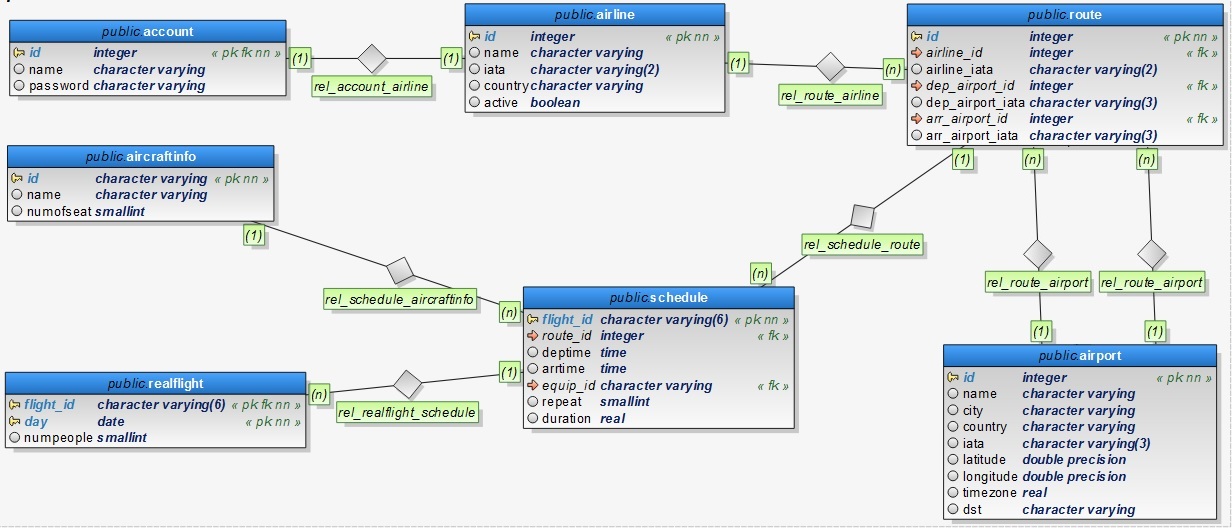 public.account
id integer « pk fk nn »
name character varying
password character varying
(1)
rel_account_airline
(1)
public.airline
id integer « pk nn »
name character varying
iata character varying(2)
country character varying
active boolean
(1)
rel_route_airline
(n)
public.route
id integer « pk nn »
airline_id integer « fk »
airline_iata character varying(2)
dep_airport_id integer « fk »
dep_airport_iata character varying(3)
arr_airport_id integer « fk »
arr_airport_iata character varying(3)
(1)
(n)
(n)
public.aircraftinfo
id character varying « pk nn »
name character varying
numofseat smallint
(1)
rel_schedule_aircraftinfo
(n)
rel_schedule_route
(n)
rel_route_airport
rel_route_airport
(1)
(1)
public.schedule
flight_id character varying(6) « pk nn »
route_id integer « fk »
deptime time
arrtime time
equip_id character varying « fk »
repeat smallint
duration real
(1)
rel_realflight_schedule
(n)
public.realflight
flight_id character varying(6) « pk fk nn »
day date « pk nn »
numpeople smallint
public.airport
id integer « pk nn »
name character varying
city character varying
country character varying
iata character varying(3)
latitude double precision
longitude double precision
timezone real
dst character varying